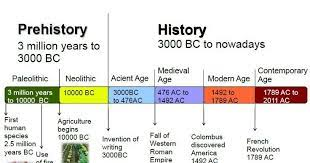 Prehistory
3 million years to
3000 BC
History
3000 BC to nowadays
Paleolithic
Neolithic
Acient Age
Medieval
Age
Modern Age
Contemporary
Age
3 million years
to 10000 BC
10000 BC
3000BC
to 476AC
476 AC to
1492 AC
1492 to
1789 AC
1789 AC to
2011 AC
First
human
species
2.5 million
years BC
Use of
fire
Agriculture
begins
10000 BC
Invention of
writing
3000BC
Fall of
Western
Roman
Empire
Colombus
discovered
America
1492 AC
French
Revolution
1789 AC